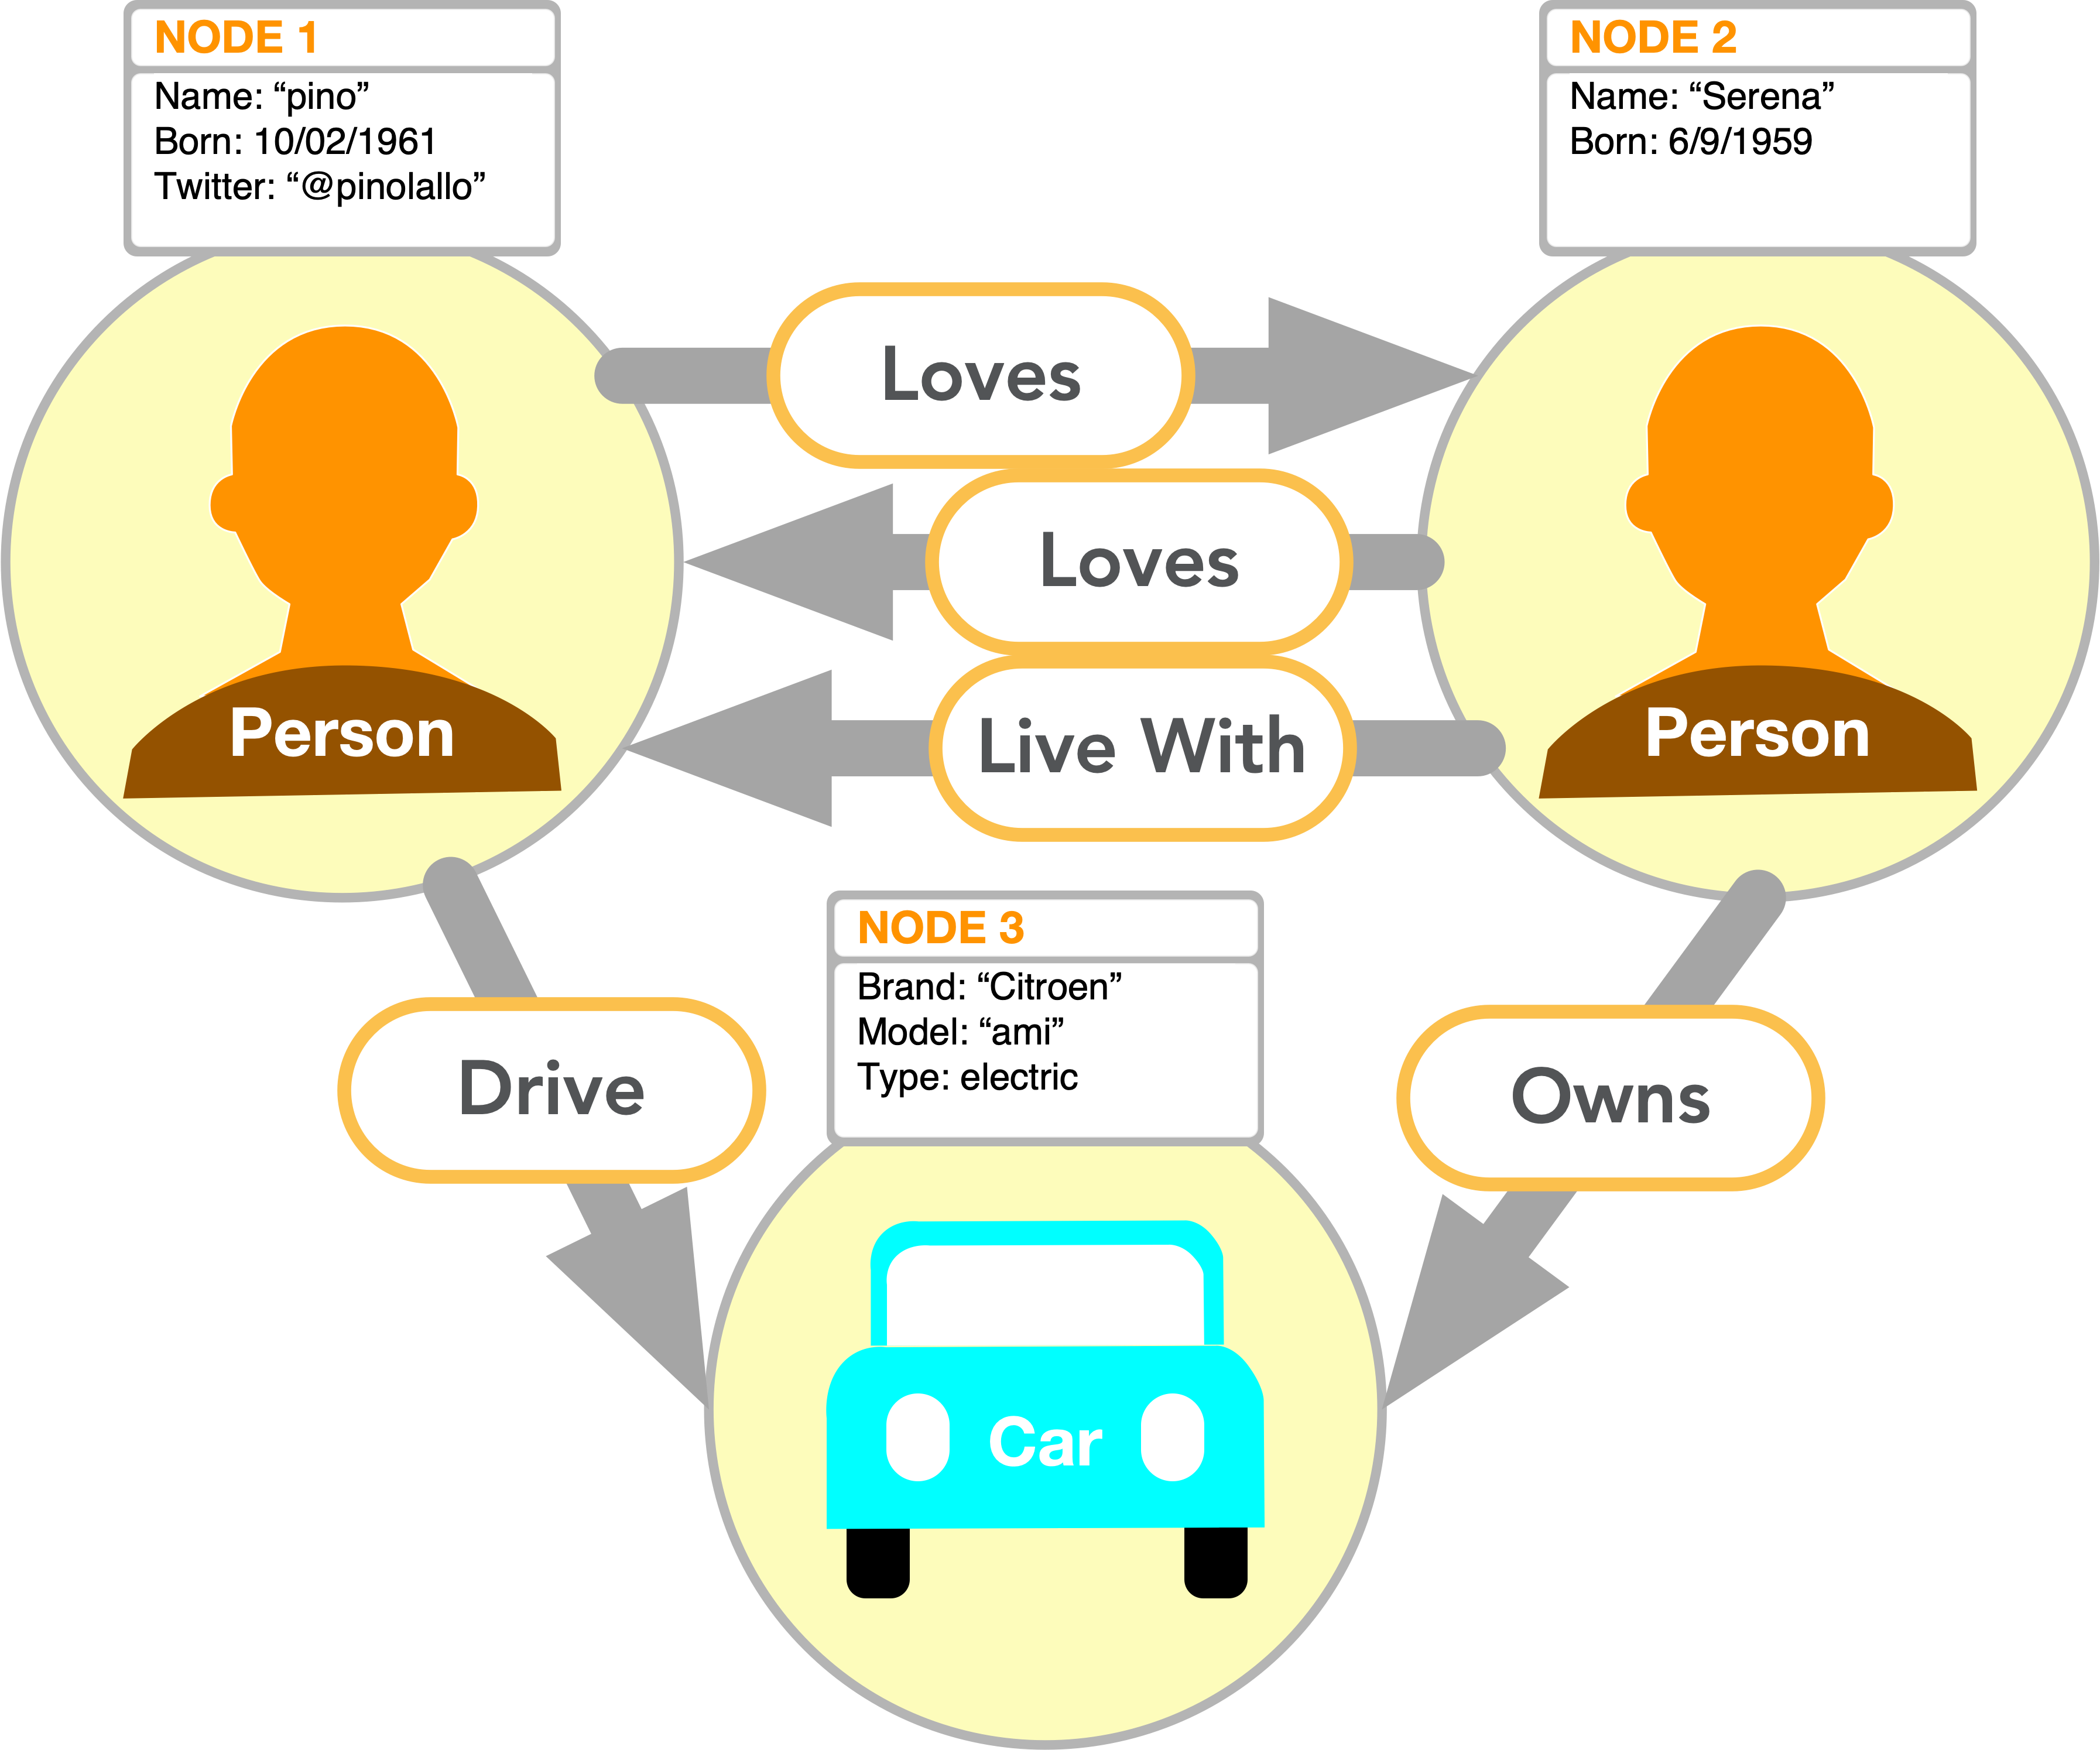 NODE 1
Name: “pino”
Born: 10/02/1961
Twitter: “@pinolallo”
NODE 2
Name: “Serena”
Born: 6/9/1959
Loves
Loves
Live With
Person
Person
NODE 3
Brand: “Citroen”
Model: “ami”
Type: electric
Drive
Owns
Car